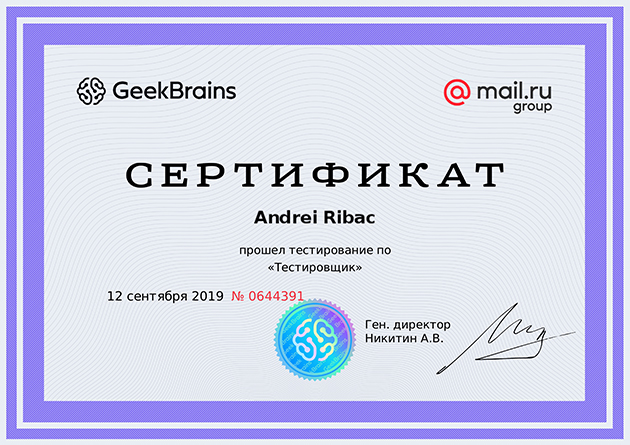 GeekBrains
@mail.ru
group
СЕРТИФИКАТ
Andrei Ribac
прошел тестирование по
«Тестировщик»
12 сентября 2019 № 0644391
Ген. директор
Никитин А.В.